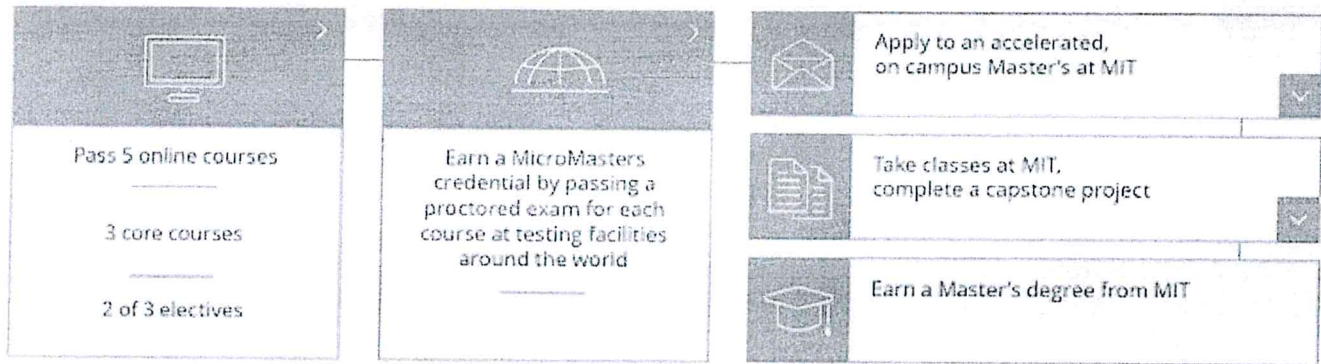 Pass 5 online courses
3 core courses
2 of 3 electives
Earn a MicroMasters
credential by passing a
proctored exam for each
course at testing facilities
around the world
Apply to an accelerated,
on campus Master's at MIT
Take classes at MIT,
complete a capstone project
Earn a Master's degree from MIT